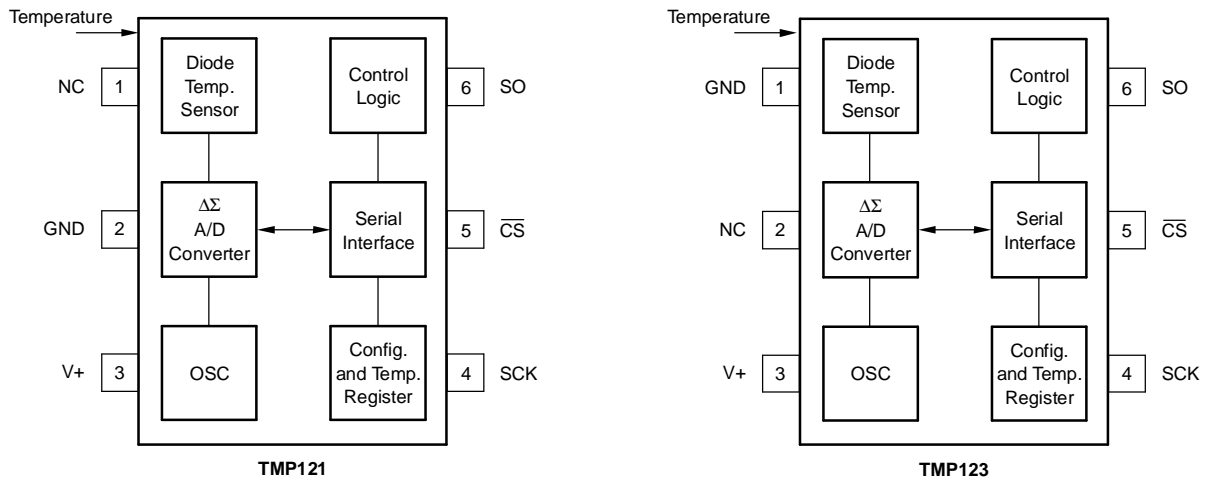 Temperature
NC
1
GND
2
V+
3
Diode
Temp.
Sensor
ΔΣ
A/D
Converter
OSC
Control
Logic
Serial
Interface
Config.
and Temp.
Register
6
SO
5
C̅S̅
4
SCK
TMP121
Temperature
GND
1
NC
2
V+
3
Diode
Temp.
Sensor
ΔΣ
A/D
Converter
OSC
Control
Logic
Serial
Interface
Config.
and Temp.
Register
6
SO
5
C̅S̅
4
SCK
TMP123